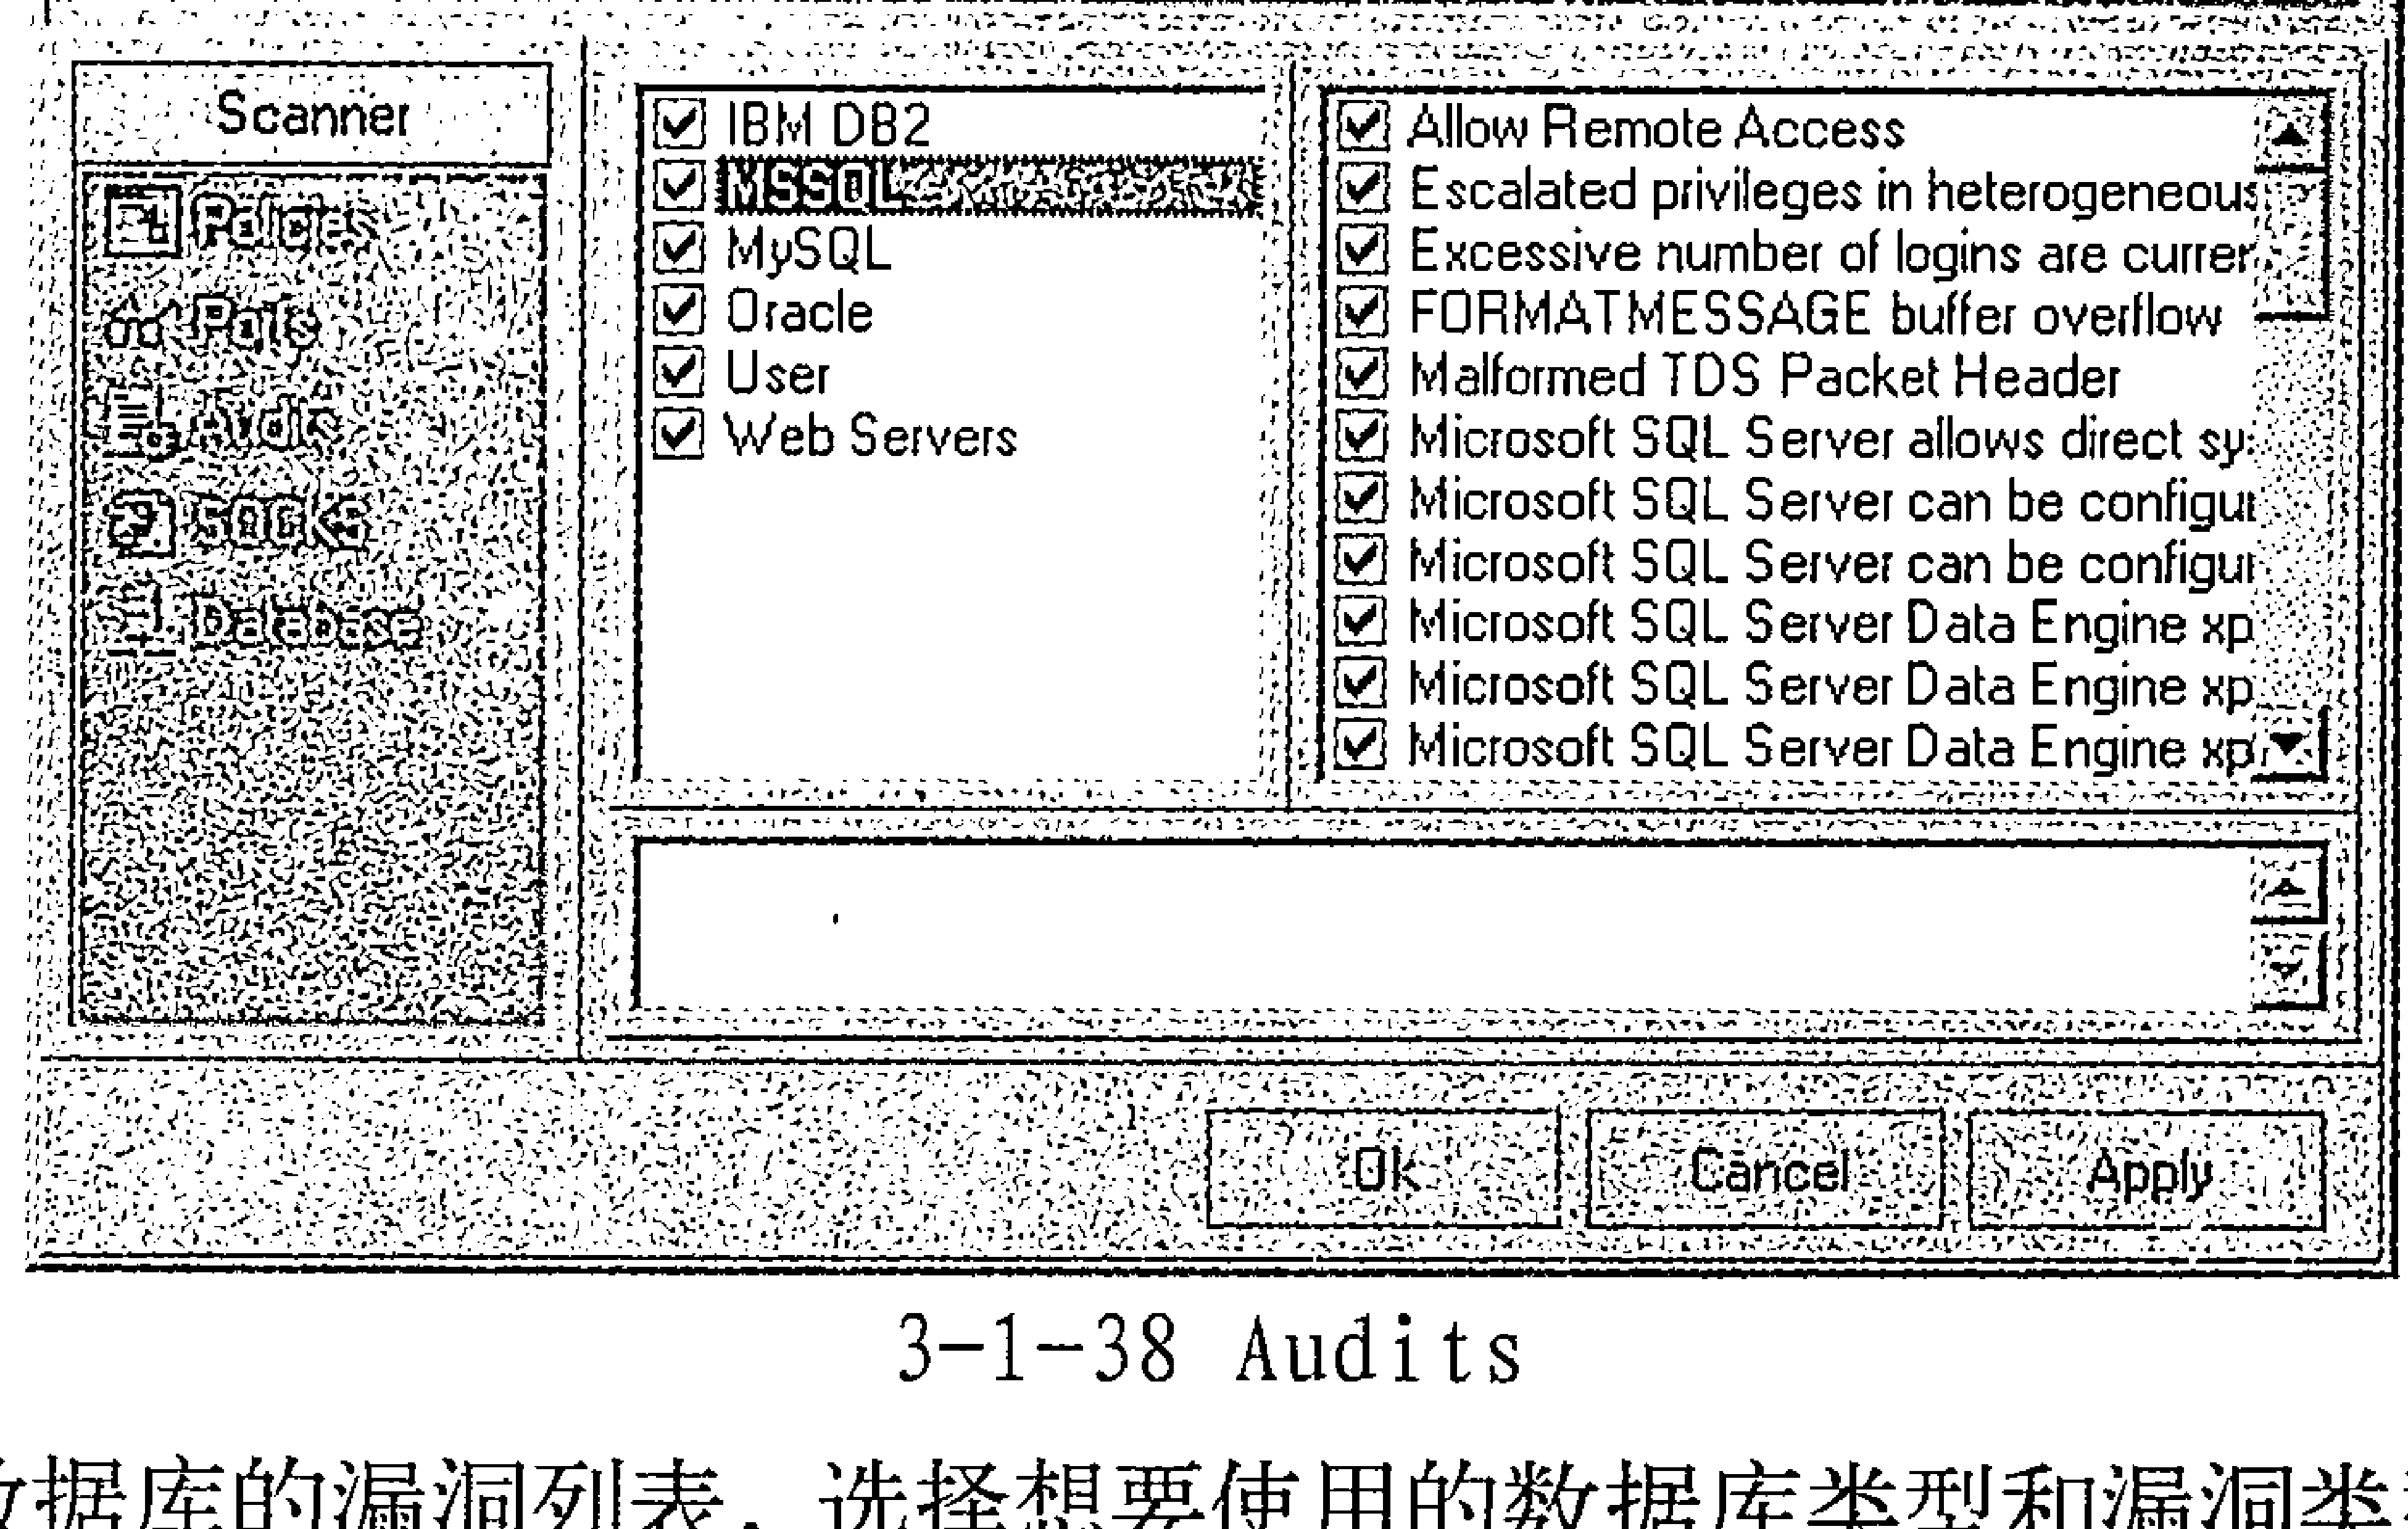 Scanner
Policies
Ports
Audits
SOCKS
Database
IBM DB2
MSSQL
MySQL
Oracle
User
Web Servers
Allow Remote Access
Escalated privileges in heterogeneous
Excessive number of logins are curren
FORMATMESSAGE buffer overflow
Malformed TDS Packet Header
Microsoft SQL Server allows direct sy
Microsoft SQL Server can be configu
Microsoft SQL Server can be configu
Microsoft SQL Server Data Engine xp
Microsoft SQL Server Data Engine xp
Microsoft SQL Server Data Engine xp
Ok Cancel Apply
3-1-38 Audits
数据库的漏洞列表，选择想要使用的数据库类型和漏洞类